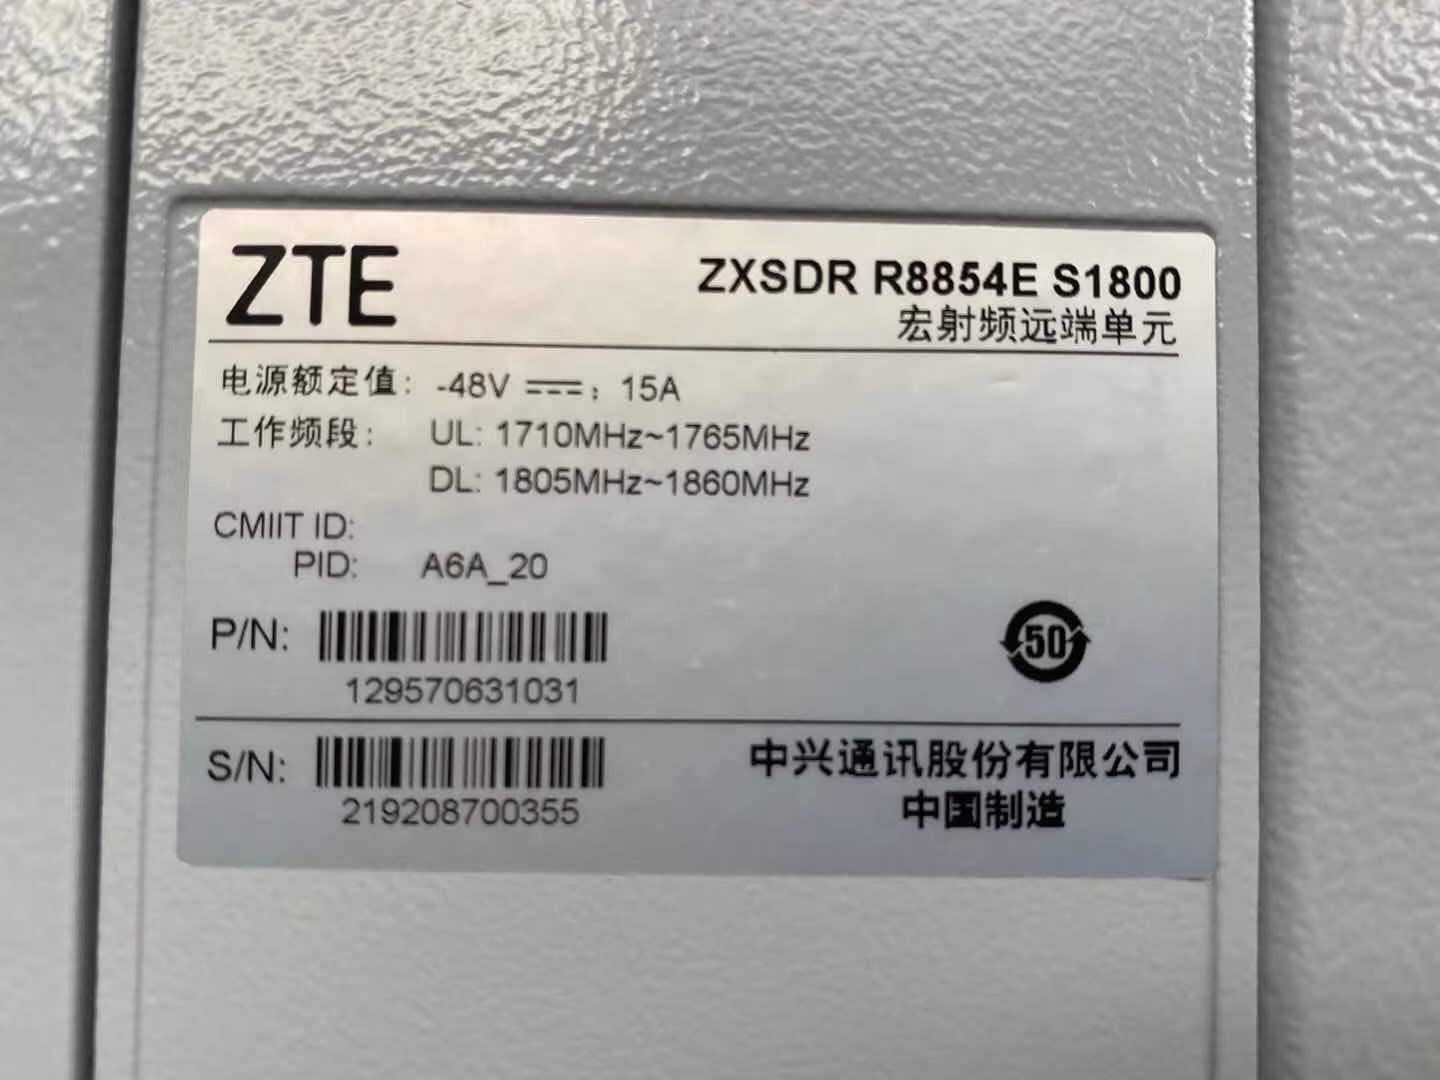 ZTE
ZXSDR R8854E S1800
宏射频远端单元
电源额定值: -48V ⎓; 15A
工作频段: UL: 1710MHz~1765MHz
DL: 1805MHz~1860MHz
CMIIT ID:
PID: A6A_20
P/N:
129570631031
50
S/N:
219208700355
中兴通讯股份有限公司
中国制造